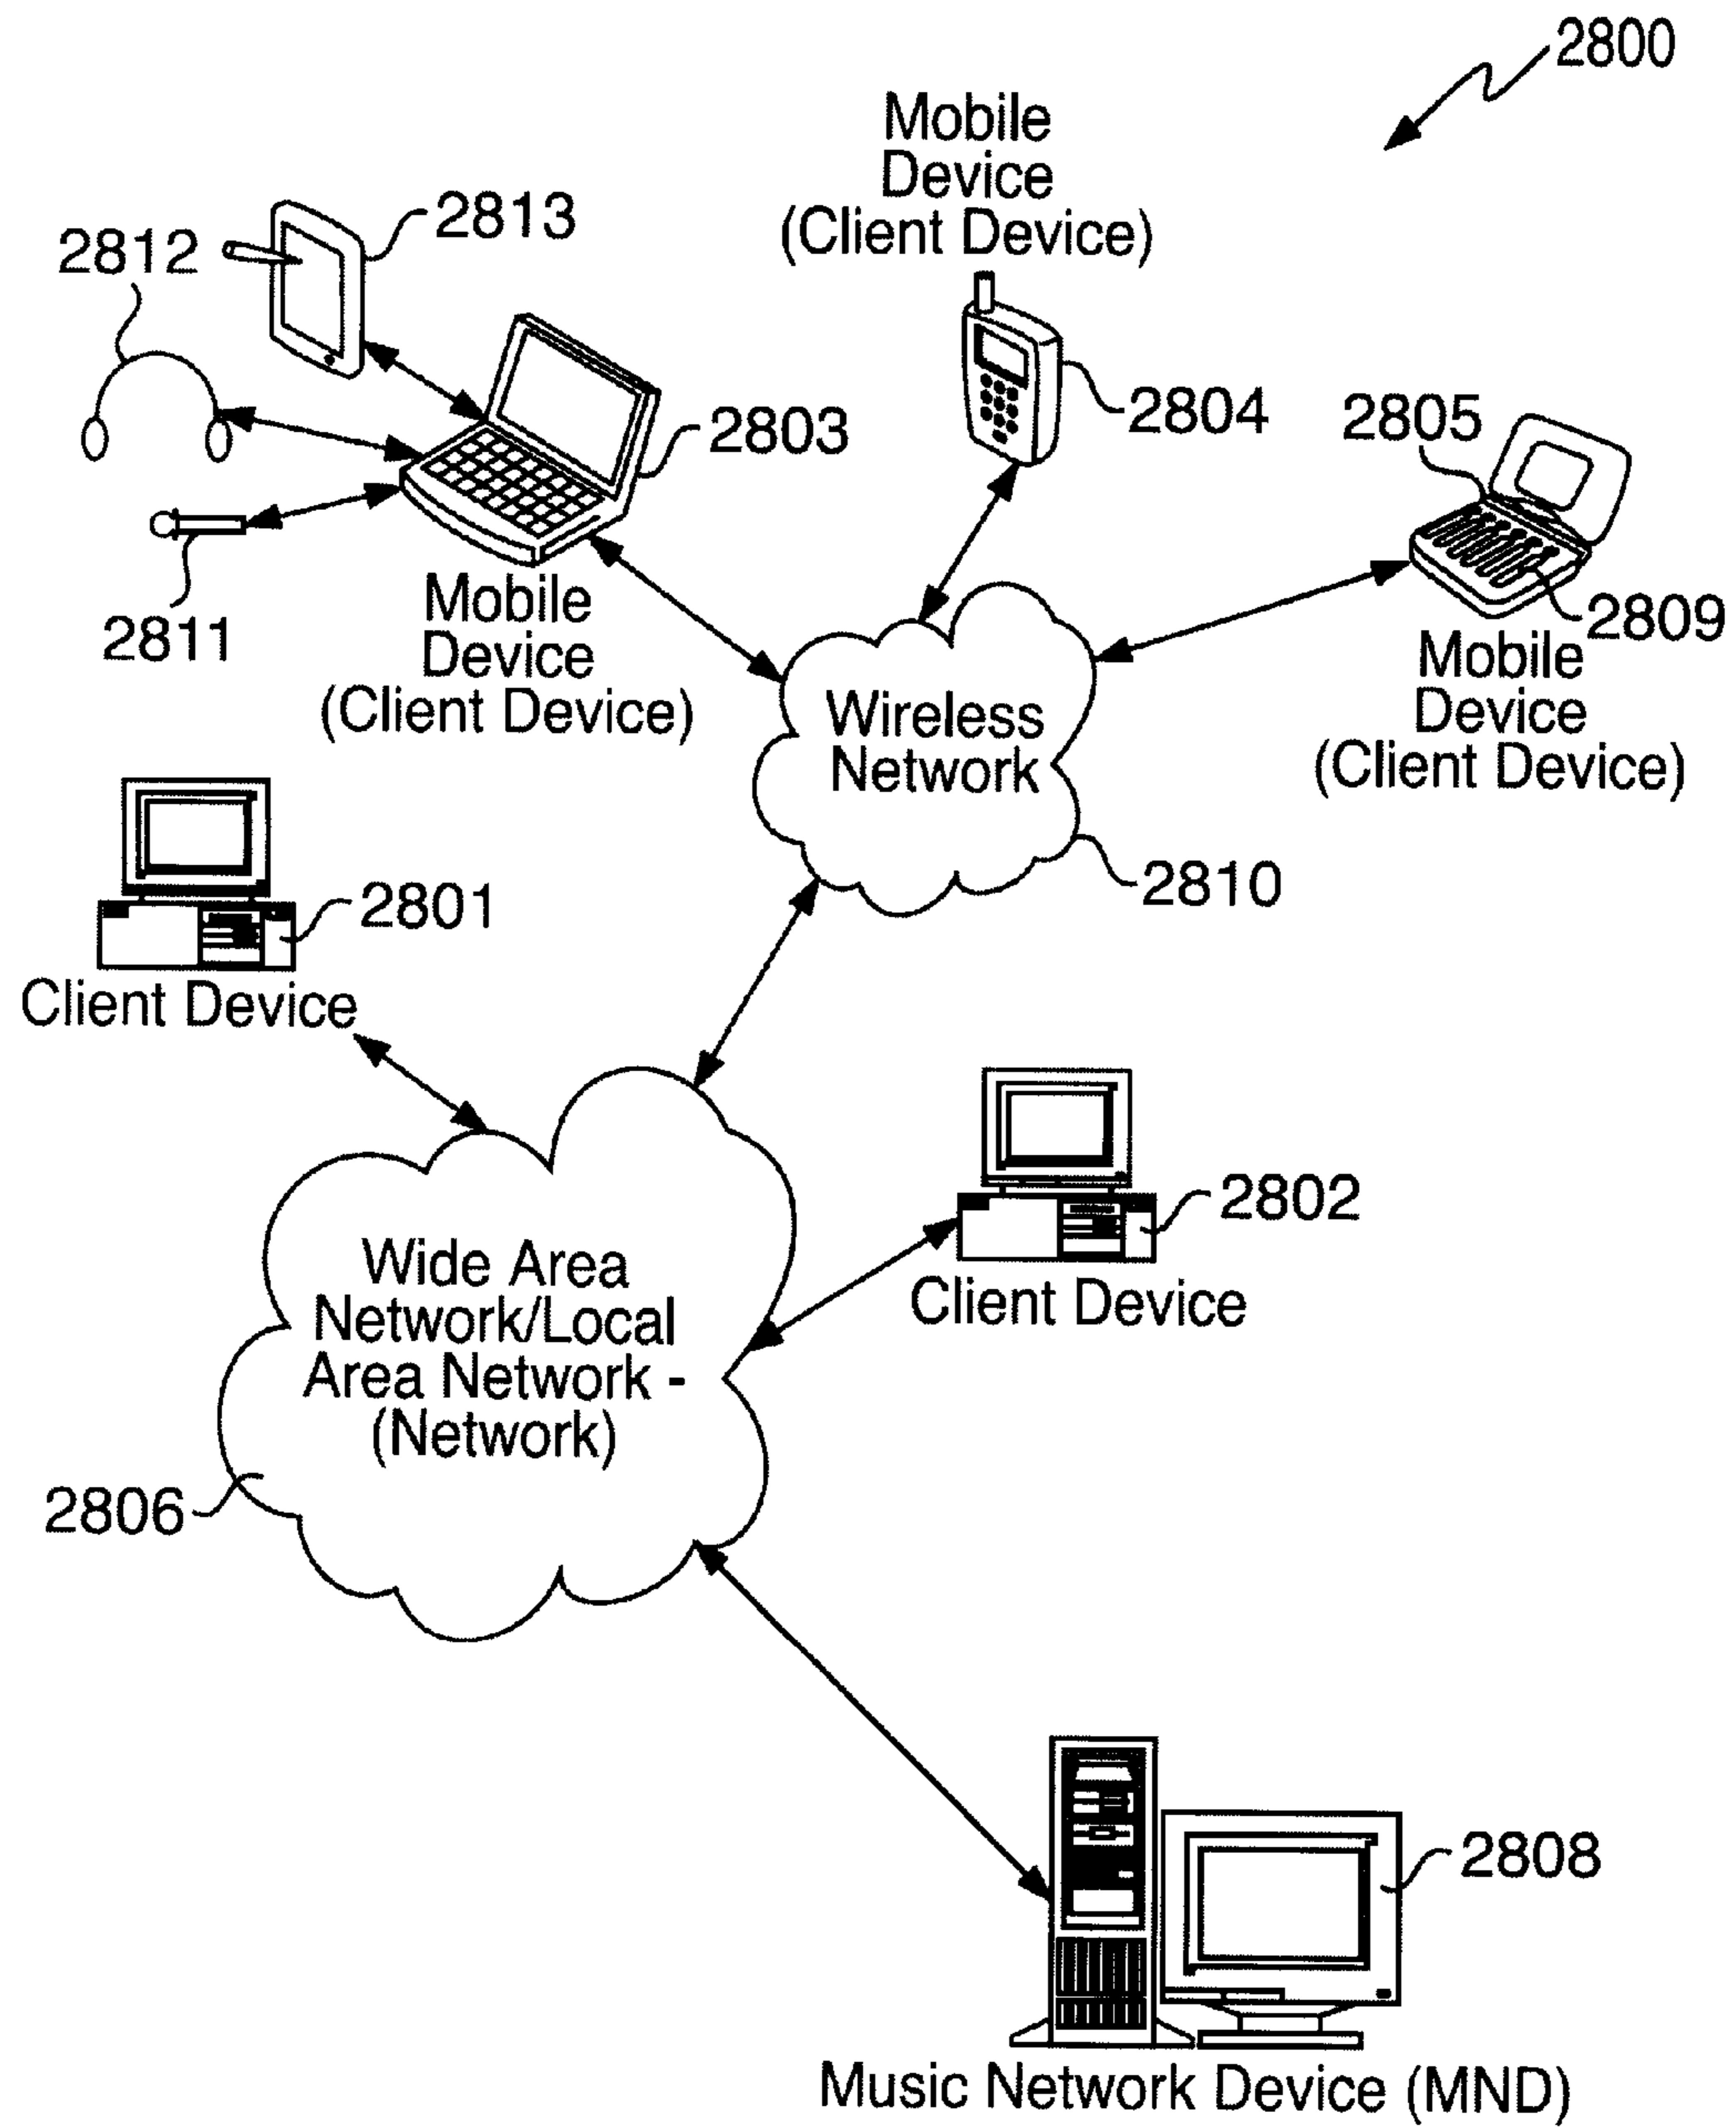 2800
Mobile
Device
(Client Device)
2813
2812
2804
2803
2805
2811
2809
Mobile
Device
(Client Device)
Mobile
Device
(Client Device)
Wireless
Network
2810
2801
Client Device
2802
Client Device
Wide Area
Network/Local
Area Network -
(Network)
2806
2808
Music Network Device (MND)